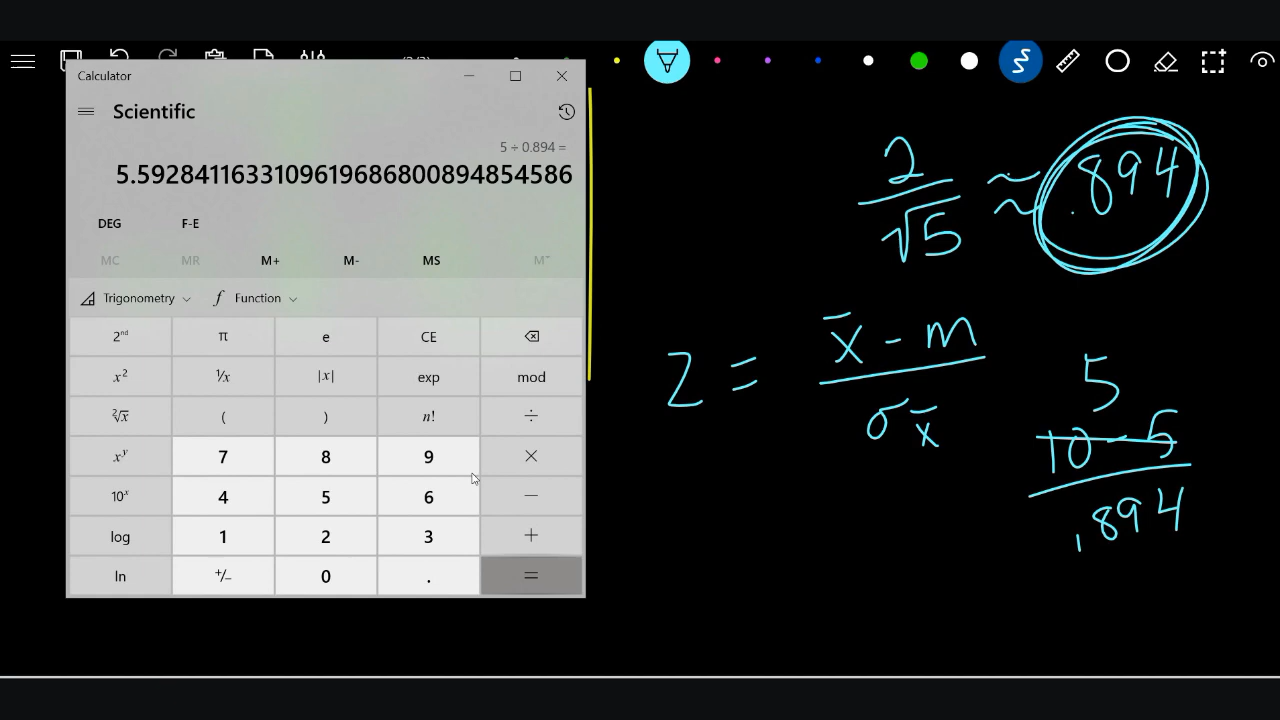 Calculator
Scientific
5 ÷ 0.894 =
5.5928411633109619686800894854586
DEG F-E
MC MR M+ M- MS M˅
Trigonometry f Function
2ⁿᵈ π e CE
x² ¹/x |x| exp mod
²√x ( ) n! ÷
xʸ 7 8 9 ×
10ˣ 4 5 6 −
log 1 2 3 +
ln +/− 0 . =
2
√5
≈ .894
Z = x̄ - m
σx̄
5
10 - 5
.894